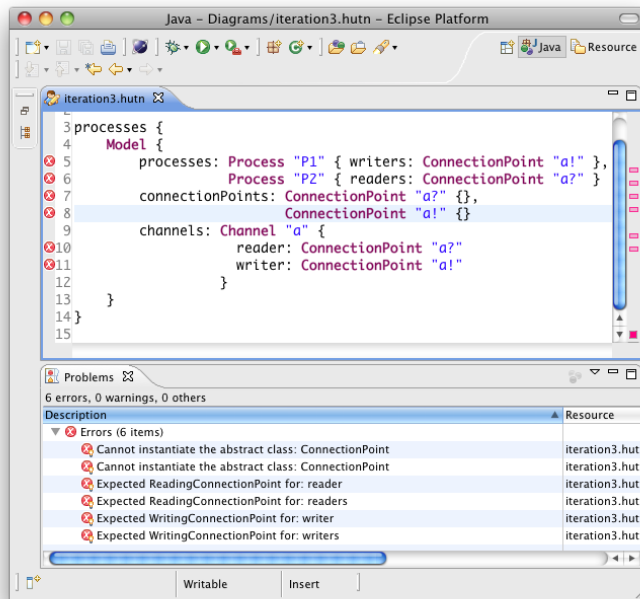 Java – Diagrams/iteration3.hutn – Eclipse Platform
Java Resource
iteration3.hutn
3 processes {
4 Model {
5 processes: Process "P1" { writers: ConnectionPoint "a!" },
6 Process "P2" { readers: ConnectionPoint "a?" }
7 connectionPoints: ConnectionPoint "a?" {},
8 ConnectionPoint "a!" {}
9 channels: Channel "a" {
10 reader: ConnectionPoint "a?"
11 writer: ConnectionPoint "a!"
12 }
13 }
14 }
15
Problems
6 errors, 0 warnings, 0 others
Description Resource
Errors (6 items)
Cannot instantiate the abstract class: ConnectionPoint iteration3.hut
Cannot instantiate the abstract class: ConnectionPoint iteration3.hut
Expected ReadingConnectionPoint for: reader iteration3.hut
Expected ReadingConnectionPoint for: readers iteration3.hut
Expected WritingConnectionPoint for: writer iteration3.hut
Expected WritingConnectionPoint for: writers iteration3.hut
Writable Insert